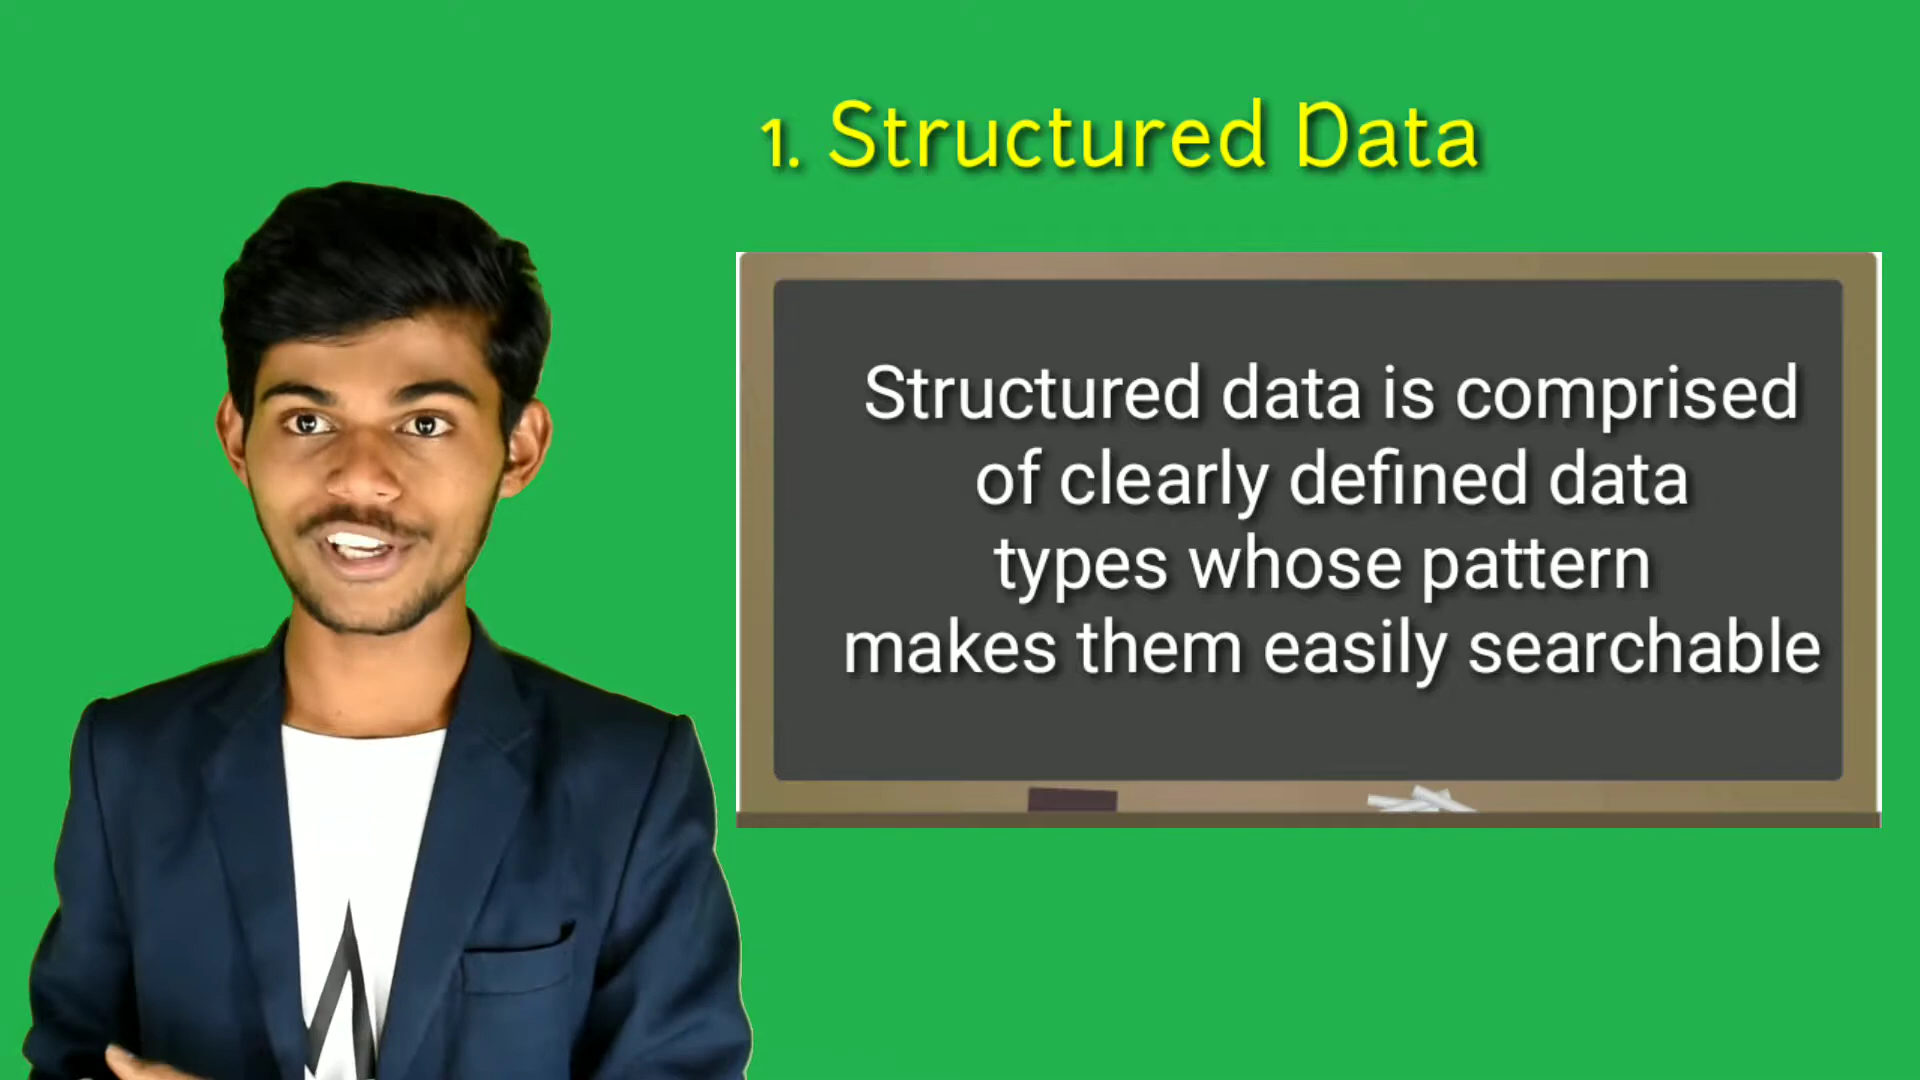 1. Structured Data
Structured data is comprised
of clearly defined data
types whose pattern
makes them easily searchable